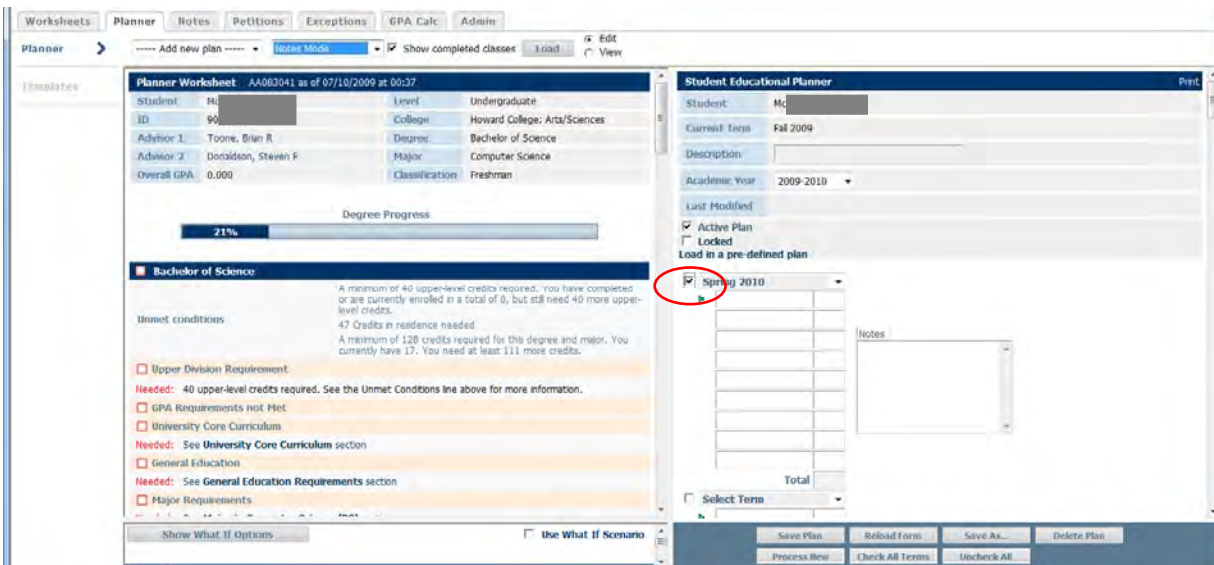 Worksheets Planner Notes Petitions Exceptions GPA Calc Admin
Planner ----- Add new plan ----- Notes Mode Show completed classes Load Edit
View
Templates
Planner Worksheet AA083041 as of 07/10/2009 at 00:37
Student Mc Level Undergraduate
ID 90 College Howard College: Arts/Sciences
Advisor 1 Toone, Brian R Degree Bachelor of Science
Advisor 2 Donaldson, Steven F Major Computer Science
Overall GPA 0.000 Classification Freshman
Degree Progress
21%
Bachelor of Science
Unmet conditions
A minimum of 40 upper-level credits required. You have completed
or are currently enrolled in a total of 0, but still need 40 more upper-
level credits.
47 Credits in residence needed
A minimum of 128 credits required for this degree and major. You
currently have 17. You need at least 111 more credits.
Upper Division Requirement
Needed: 40 upper-level credits required. See the Unmet Conditions line above for more information.
GPA Requirements not Met
University Core Curriculum
Needed: See University Core Curriculum section
General Education
Needed: See General Education Requirements section
Major Requirements
Show What If Options Use What If Scenario
Student Educational Planner Print
Student Mc
Current Term Fall 2009
Description
Academic Year 2009-2010
Last Modified
Active Plan
Locked
Load in a pre-defined plan
Spring 2010
Notes
Total
Select Term
Save Plan Reload Form Save As... Delete Plan
Process New Check All Terms Uncheck All